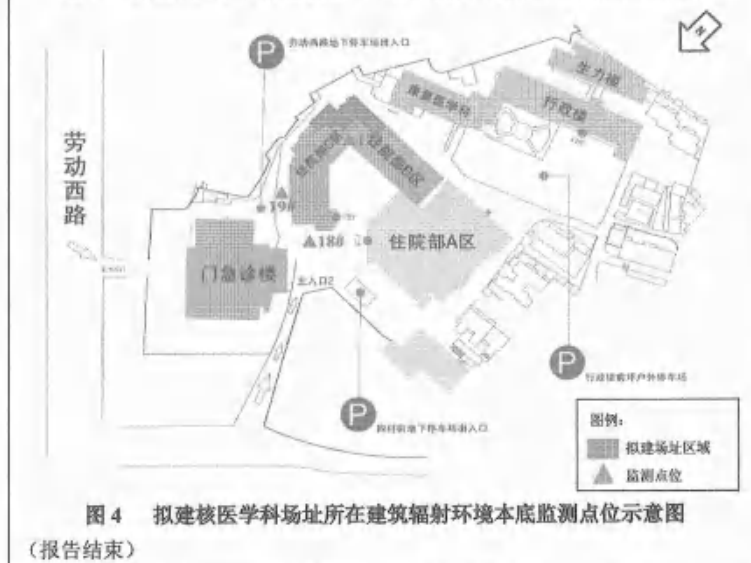 N
P 劳动西路地下停车场出入口
生力楼
康复医学科
行政楼
劳动西路
住院部C区
住院部B区
19#
18#
住院部A区
门急诊楼
主入口2
P 行政楼前坪户外停车场
P
图例：
拟建场址区域
监测点位
图 4 拟建核医学科场址所在建筑辐射环境本底监测点位示意图
（报告结束）